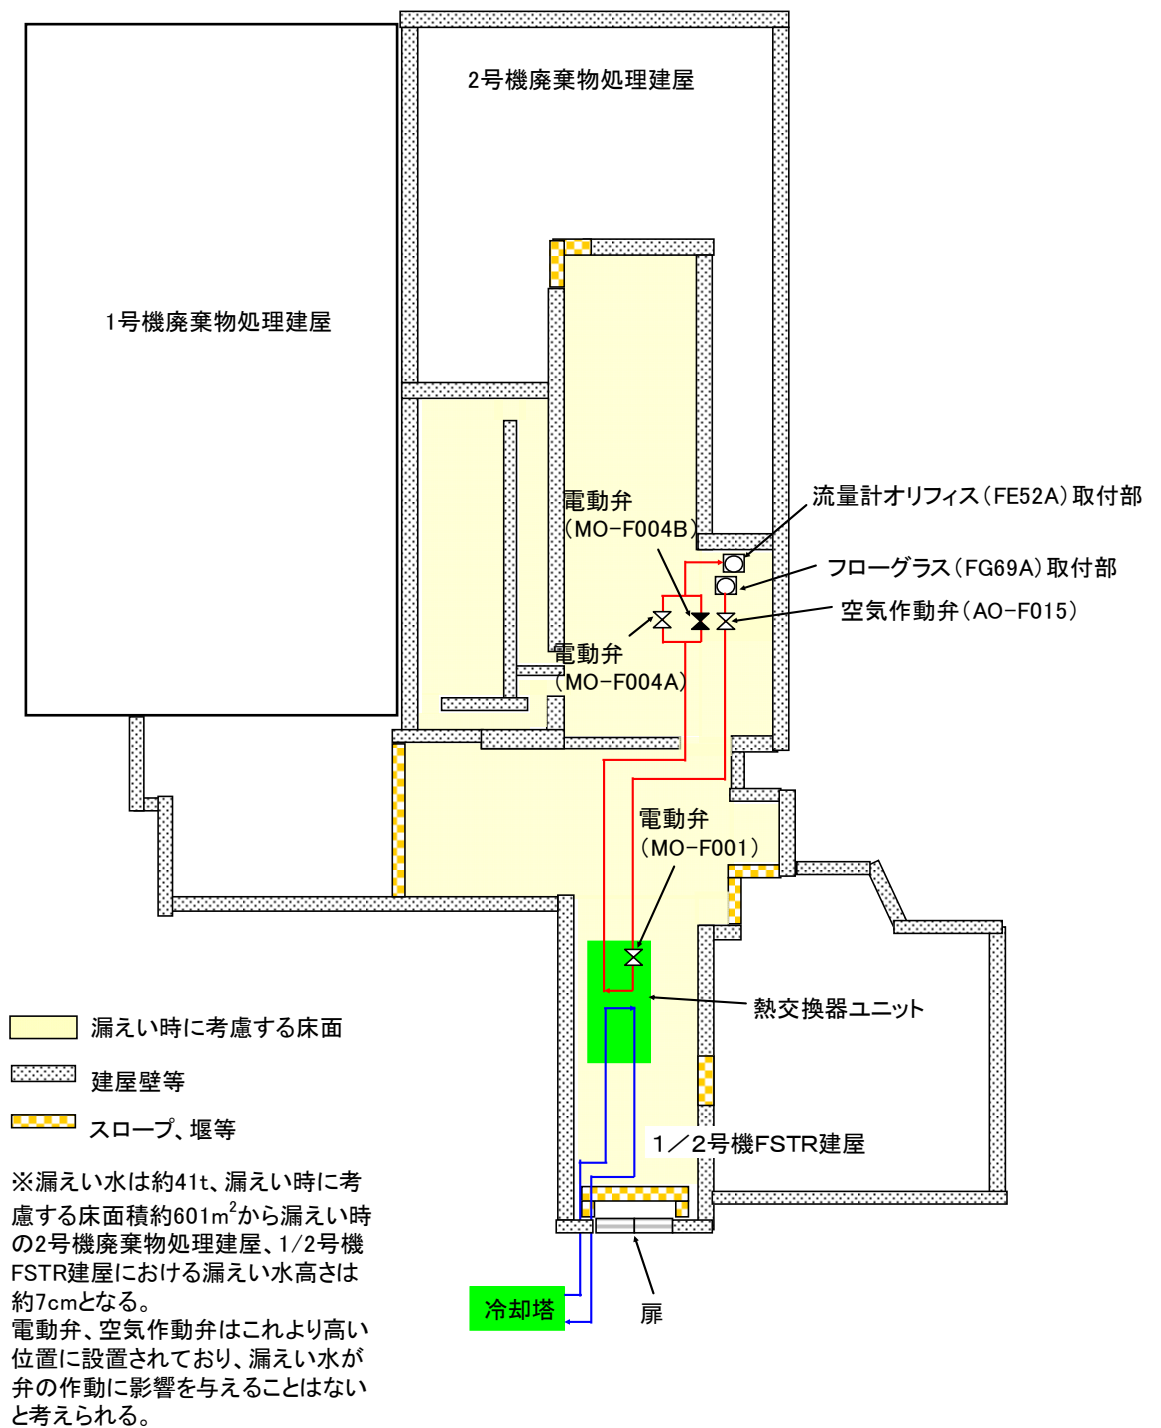 2号機廃棄物処理建屋
1号機廃棄物処理建屋
電動弁
(MO-F004B)
流量計オリフィス(FE52A)取付部
フローグラス(FG69A)取付部
空気作動弁(AO-F015)
電動弁
(MO-F004A)
電動弁
(MO-F001)
熱交換器ユニット
漏えい時に考慮する床面
建屋壁等
スロープ、堰等
1/2号機FSTR建屋
※漏えい水は約41t、漏えい時に考
慮する床面積約601m²から漏えい時
の2号機廃棄物処理建屋、1/2号機
FSTR建屋における漏えい水高さは
約7cmとなる。
電動弁、空気作動弁はこれより高い
位置に設置されており、漏えい水が
弁の作動に影響を与えることはない
と考えられる。
冷却塔
扉